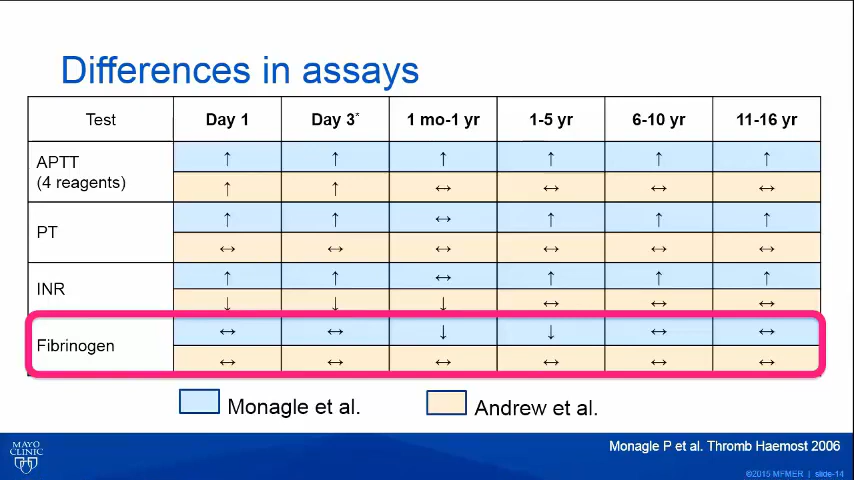 Differences in assays
Test Day 1 Day 3* 1 mo-1 yr 1-5 yr 6-10 yr 11-16 yr
APTT (4 reagents) ↑ ↑ ↑ ↑ ↑ ↑
↑ ↑ ↔ ↔ ↔ ↔
PT ↑ ↑ ↔ ↑ ↑ ↑
↔ ↔ ↔ ↔ ↔ ↔
INR ↑ ↑ ↔ ↑ ↑ ↑
↓ ↓ ↓ ↔ ↔ ↔
Fibrinogen ↔ ↔ ↓ ↓ ↔ ↔
↔ ↔ ↔ ↔ ↔ ↔
Monagle et al. Andrew et al.
MAYO
CLINIC
Monagle P et al. Thromb Haemost 2006
©2015 MFMER | slide-14